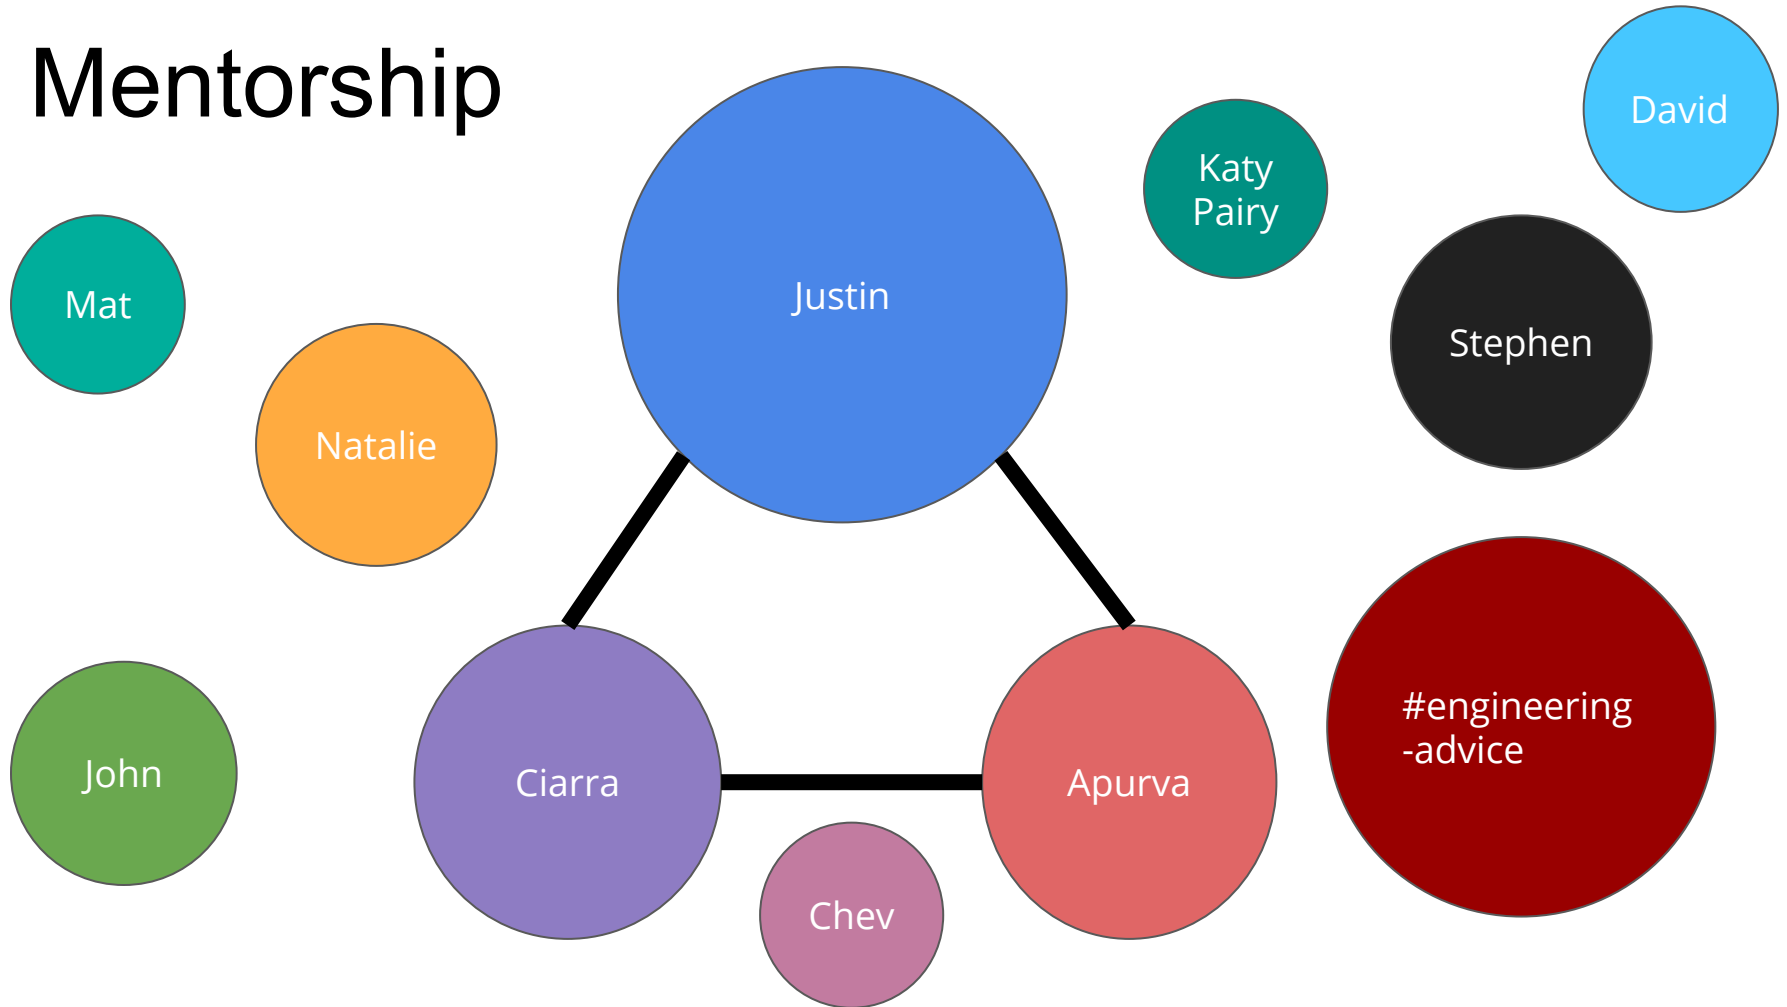 Mentorship
David
Katy
Pairy
Justin
Mat
Stephen
Natalie
#engineering
-advice
John
Ciarra
Apurva
Chev